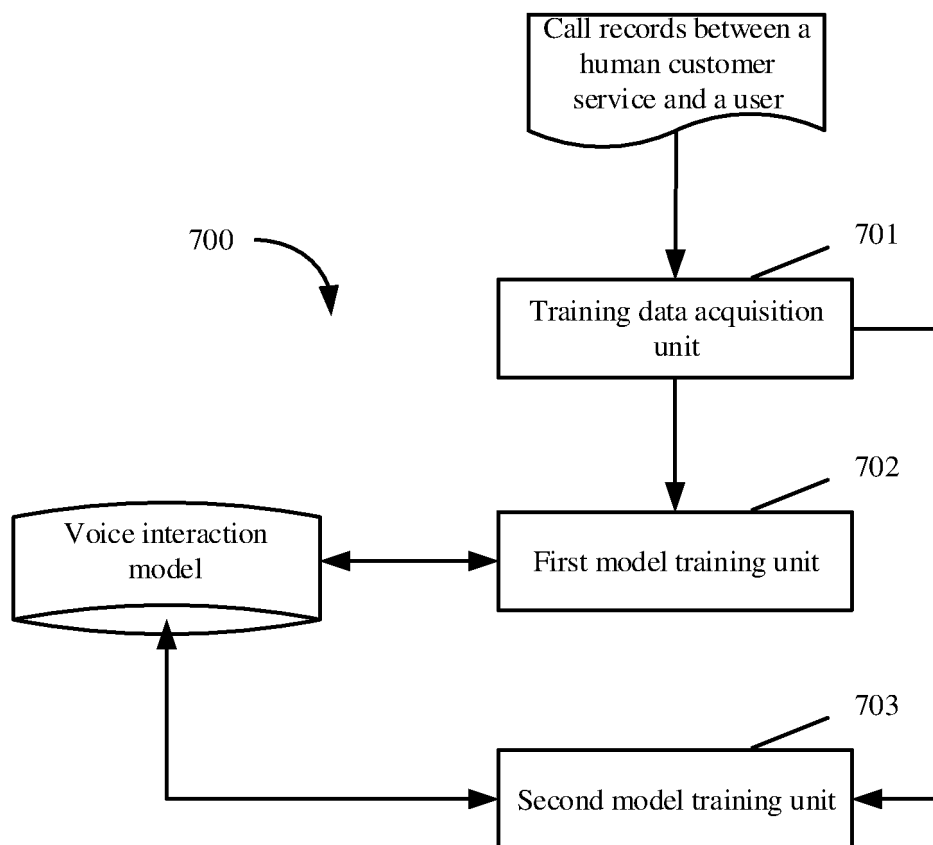 Call records between a
human customer
service and a user
700
701
Training data acquisition
unit
702
Voice interaction
model
First model training unit
703
Second model training unit